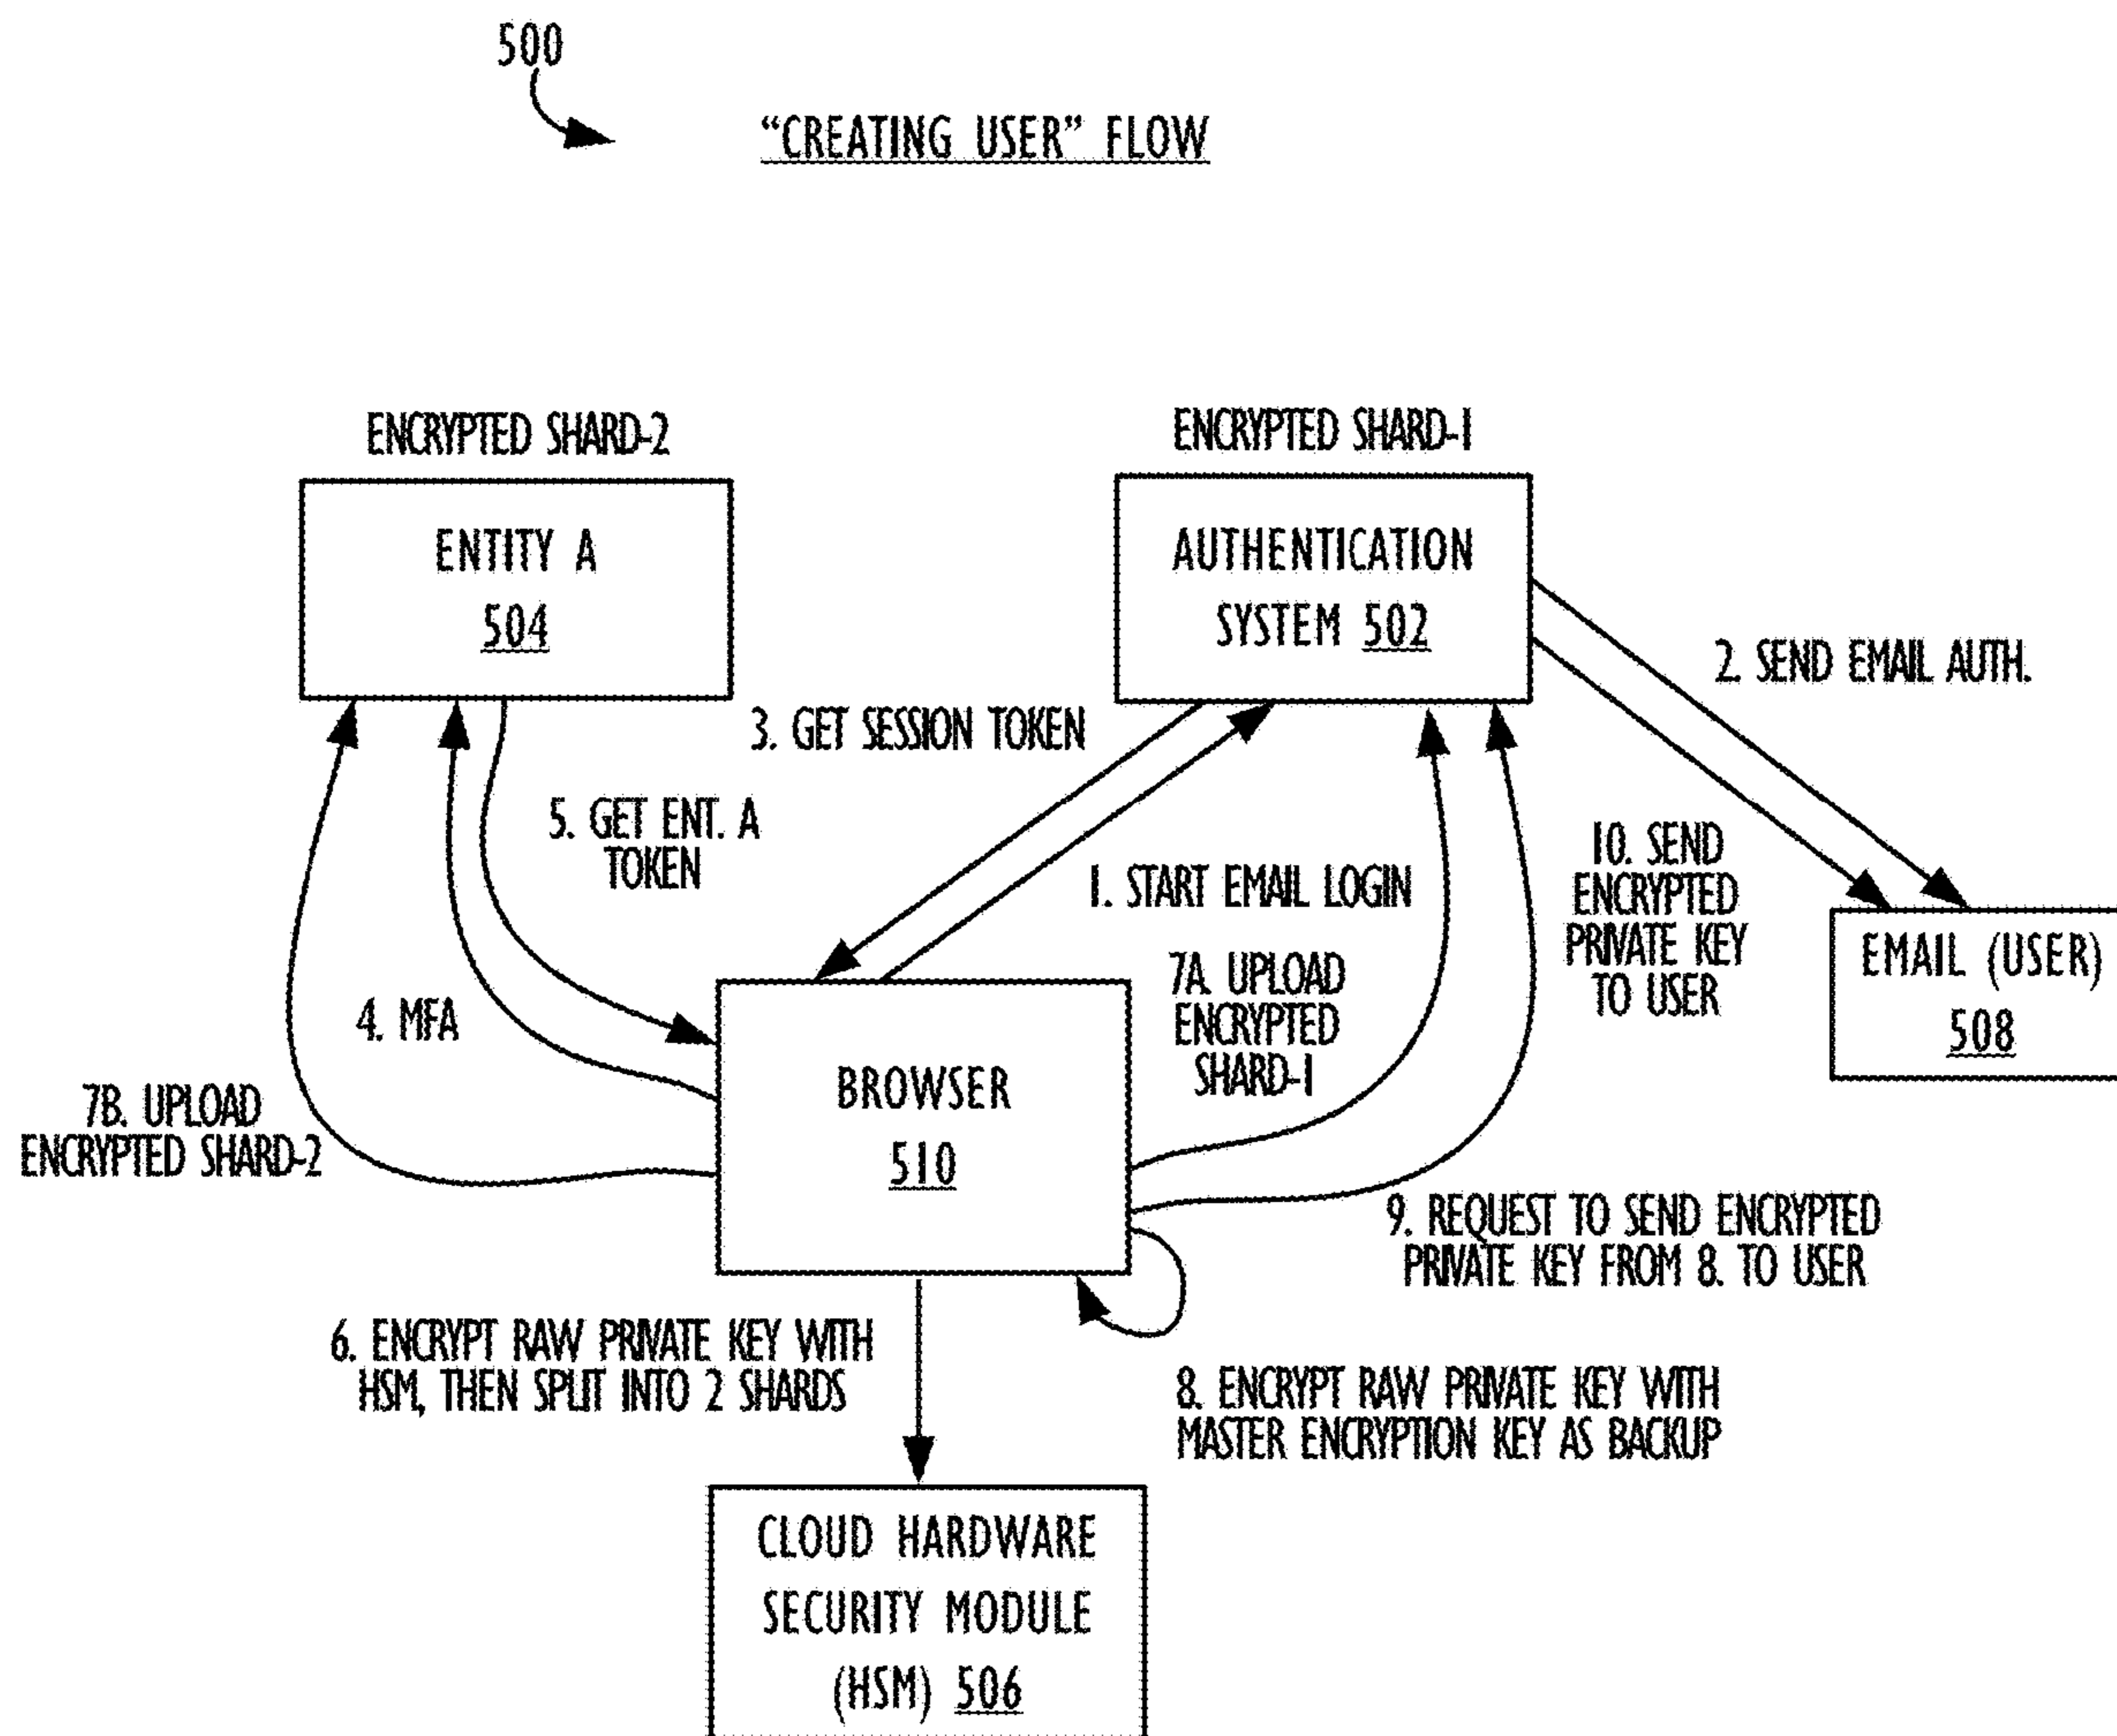 500
“CREATING USER” FLOW
ENCRYPTED SHARD-2
ENCRYPTED SHARD-1
ENTITY A
504
AUTHENTICATION
SYSTEM 502
2. SEND EMAIL AUTH.
3. GET SESSION TOKEN
5. GET ENT. A
TOKEN
1. START EMAIL LOGIN
10. SEND
ENCRYPTED
PRIVATE KEY
TO USER
EMAIL (USER)
508
7A. UPLOAD
ENCRYPTED
SHARD-1
4. MFA
BROWSER
510
7B. UPLOAD
ENCRYPTED SHARD-2
9. REQUEST TO SEND ENCRYPTED
PRIVATE KEY FROM 8. TO USER
6. ENCRYPT RAW PRIVATE KEY WITH
HSM, THEN SPLIT INTO 2 SHARDS
8. ENCRYPT RAW PRIVATE KEY WITH
MASTER ENCRYPTION KEY AS BACKUP
CLOUD HARDWARE
SECURITY MODULE
(HSM) 506